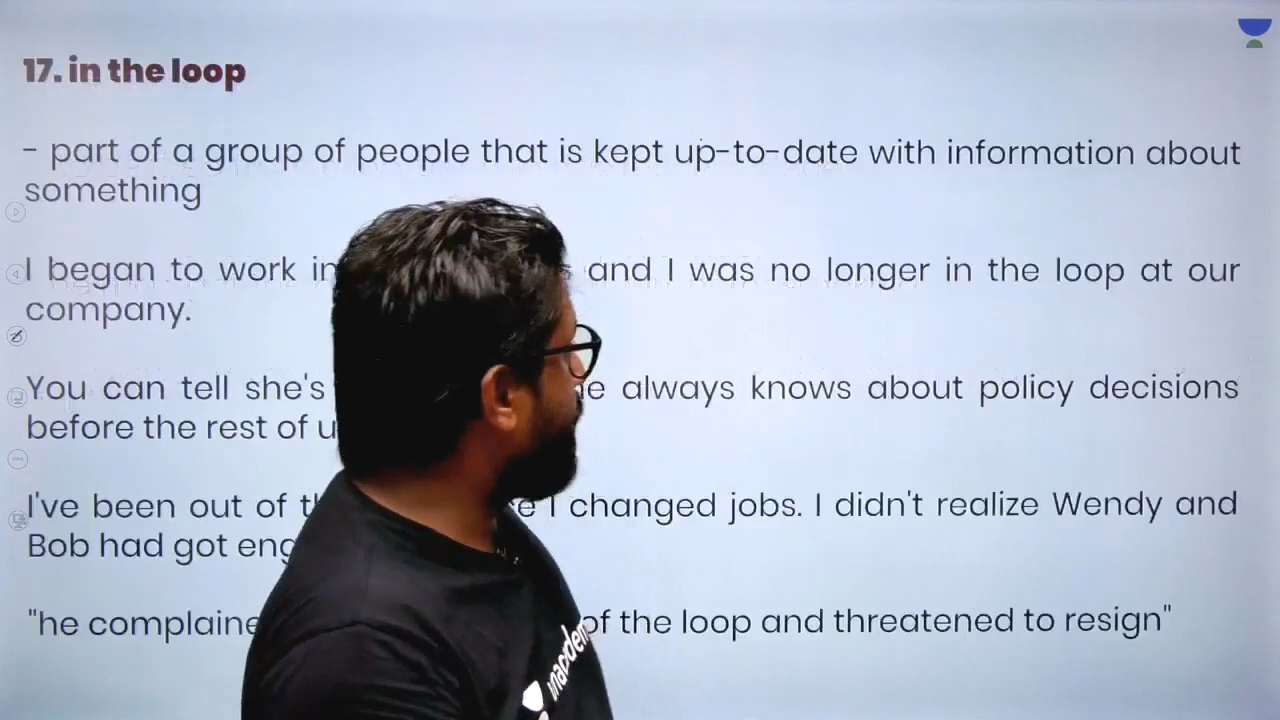 17. in the loop
- part of a group of people that is kept up-to-date with information about
something
I began to work in and I was no longer in the loop at our
company.
You can tell she's always knows about policy decisions
before the rest of
I've been out of I changed jobs. I didn't realize Wendy and
Bob had got
"he of the loop and threatened to resign"